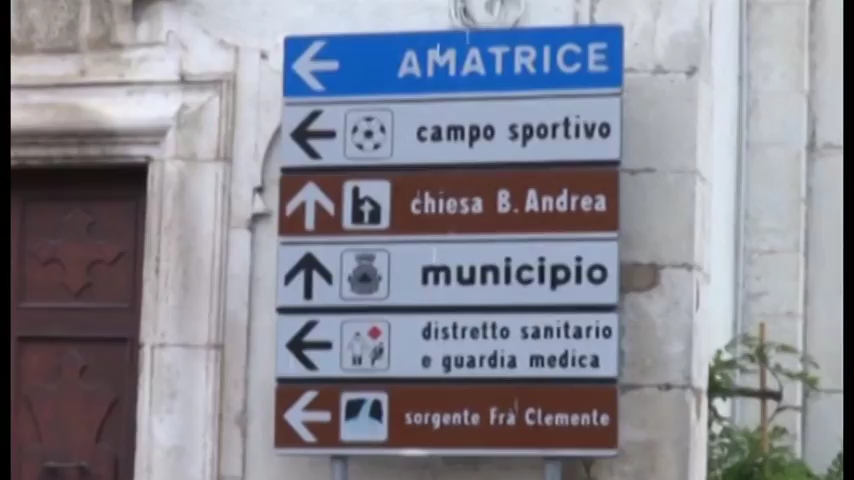 AMATRICE
campo sportivo
chiesa B. Andrea
municipio
distretto sanitario
e guardia medica
sorgente Frà Clemente